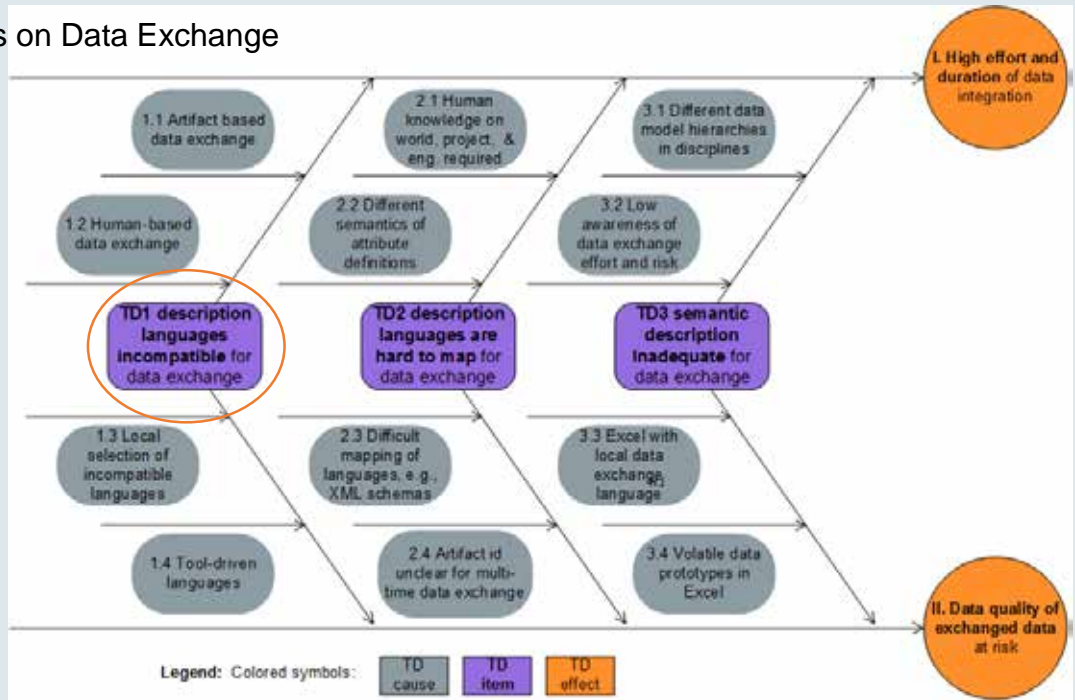 s on Data Exchange
I. High effort and
duration of data
integration
1.1 Artifact based
data exchange
2.1 Human
knowledge on
world, project, &
eng. required
3.1 Different data
model hierarchies
in disciplines
1.2 Human-based
data exchange
2.2 Different
semantics of
attribute
definitions
3.2 Low
awareness of
data exchange
effort and risk
TD1 description
languages
incompatible for
data exchange
TD2 description
languages are
hard to map for
data exchange
TD3 semantic
description
inadequate for
data exchange
1.3 Local
selection of
incompatible
languages
2.3 Difficult
mapping of
languages, e.g.,
XML schemas
3.3 Excel with
local data
exchange
language
1.4 Tool-driven
languages
2.4 Artifact id
unclear for multi-
time data exchange
3.4 Volable data
prototypes in
Excel
II. Data quality of
exchanged data
at risk
Legend: Colored symbols:
TD
cause
TD
item
TD
effect